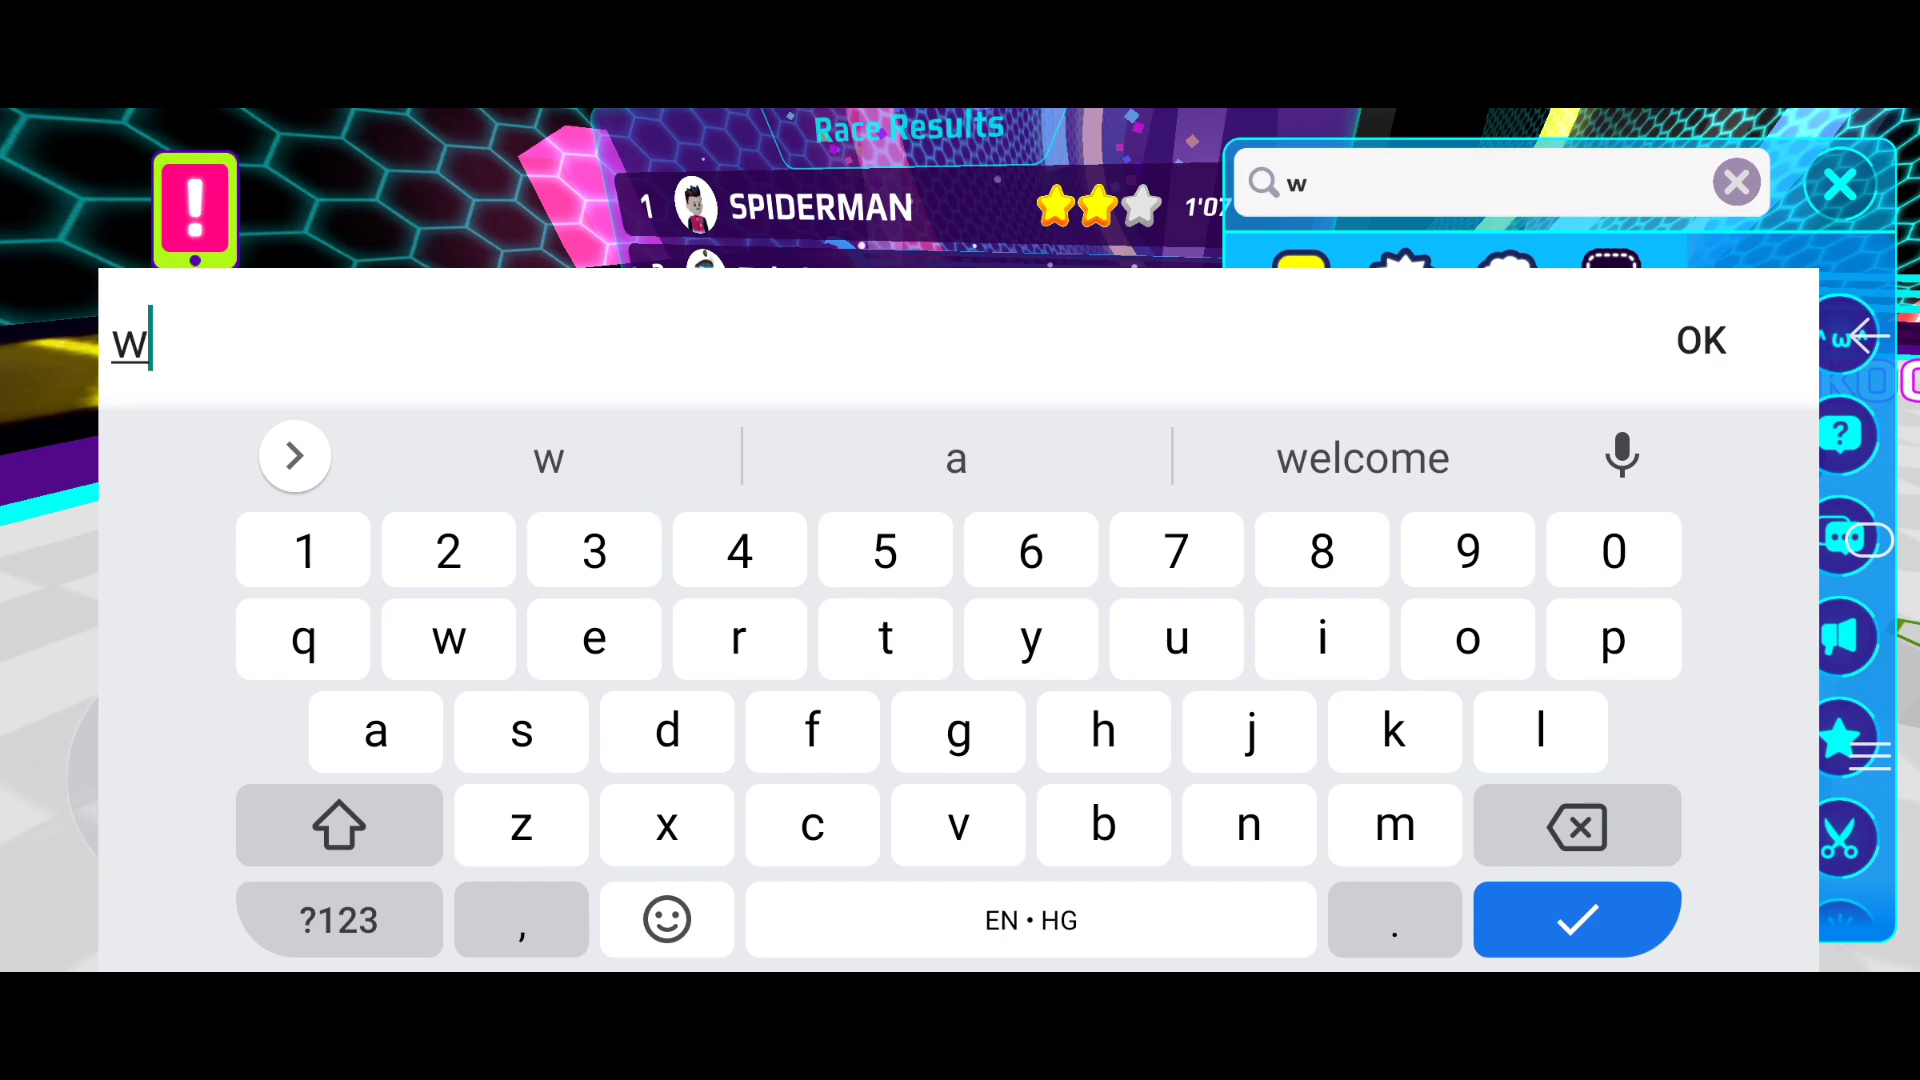 Race Results
1 SPIDERMAN 1'07
w
w
OK
w a welcome
1 2 3 4 5 6 7 8 9 0
q w e r t y u i o p
a s d f g h j k l
z x c v b n m
?123 , EN • HG .